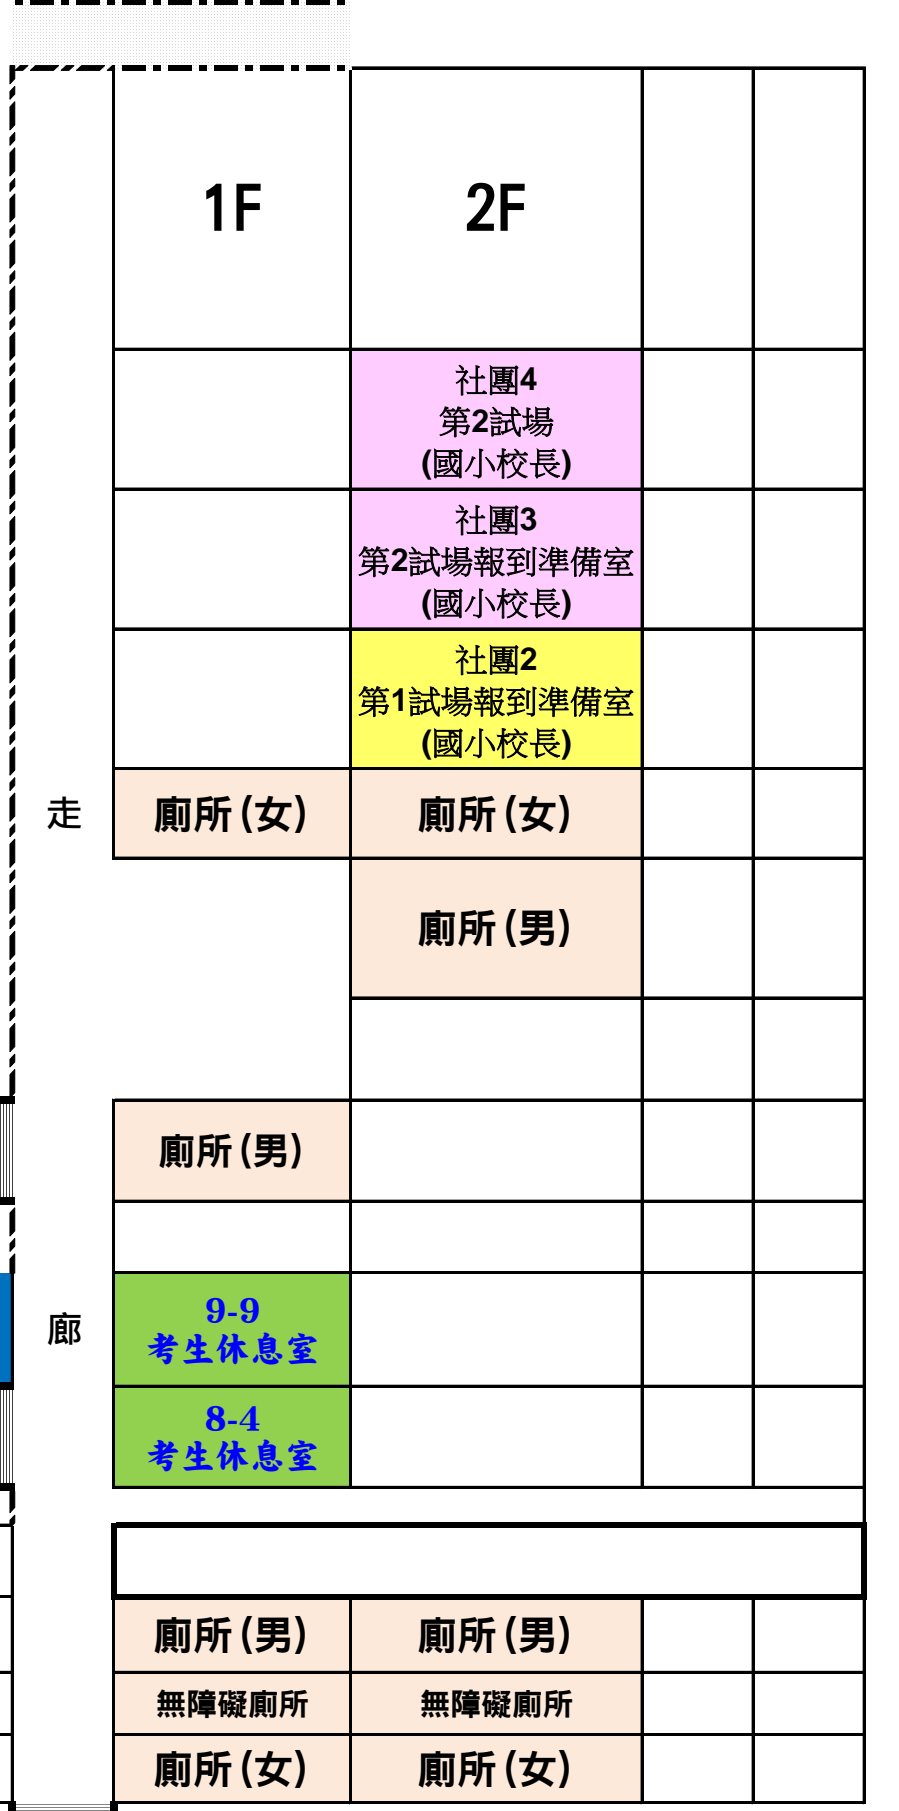 1F
2F
社團4
第2試場
(國小校長)
社團3
第2試場報到準備室
(國小校長)
社團2
第1試場報到準備室
(國小校長)
走
廁所(女)
廁所(女)
廁所(男)
廁所(男)
廊
9-9
考生休息室
8-4
考生休息室
廁所(男)
廁所(男)
無障礙廁所
無障礙廁所
廁所(女)
廁所(女)